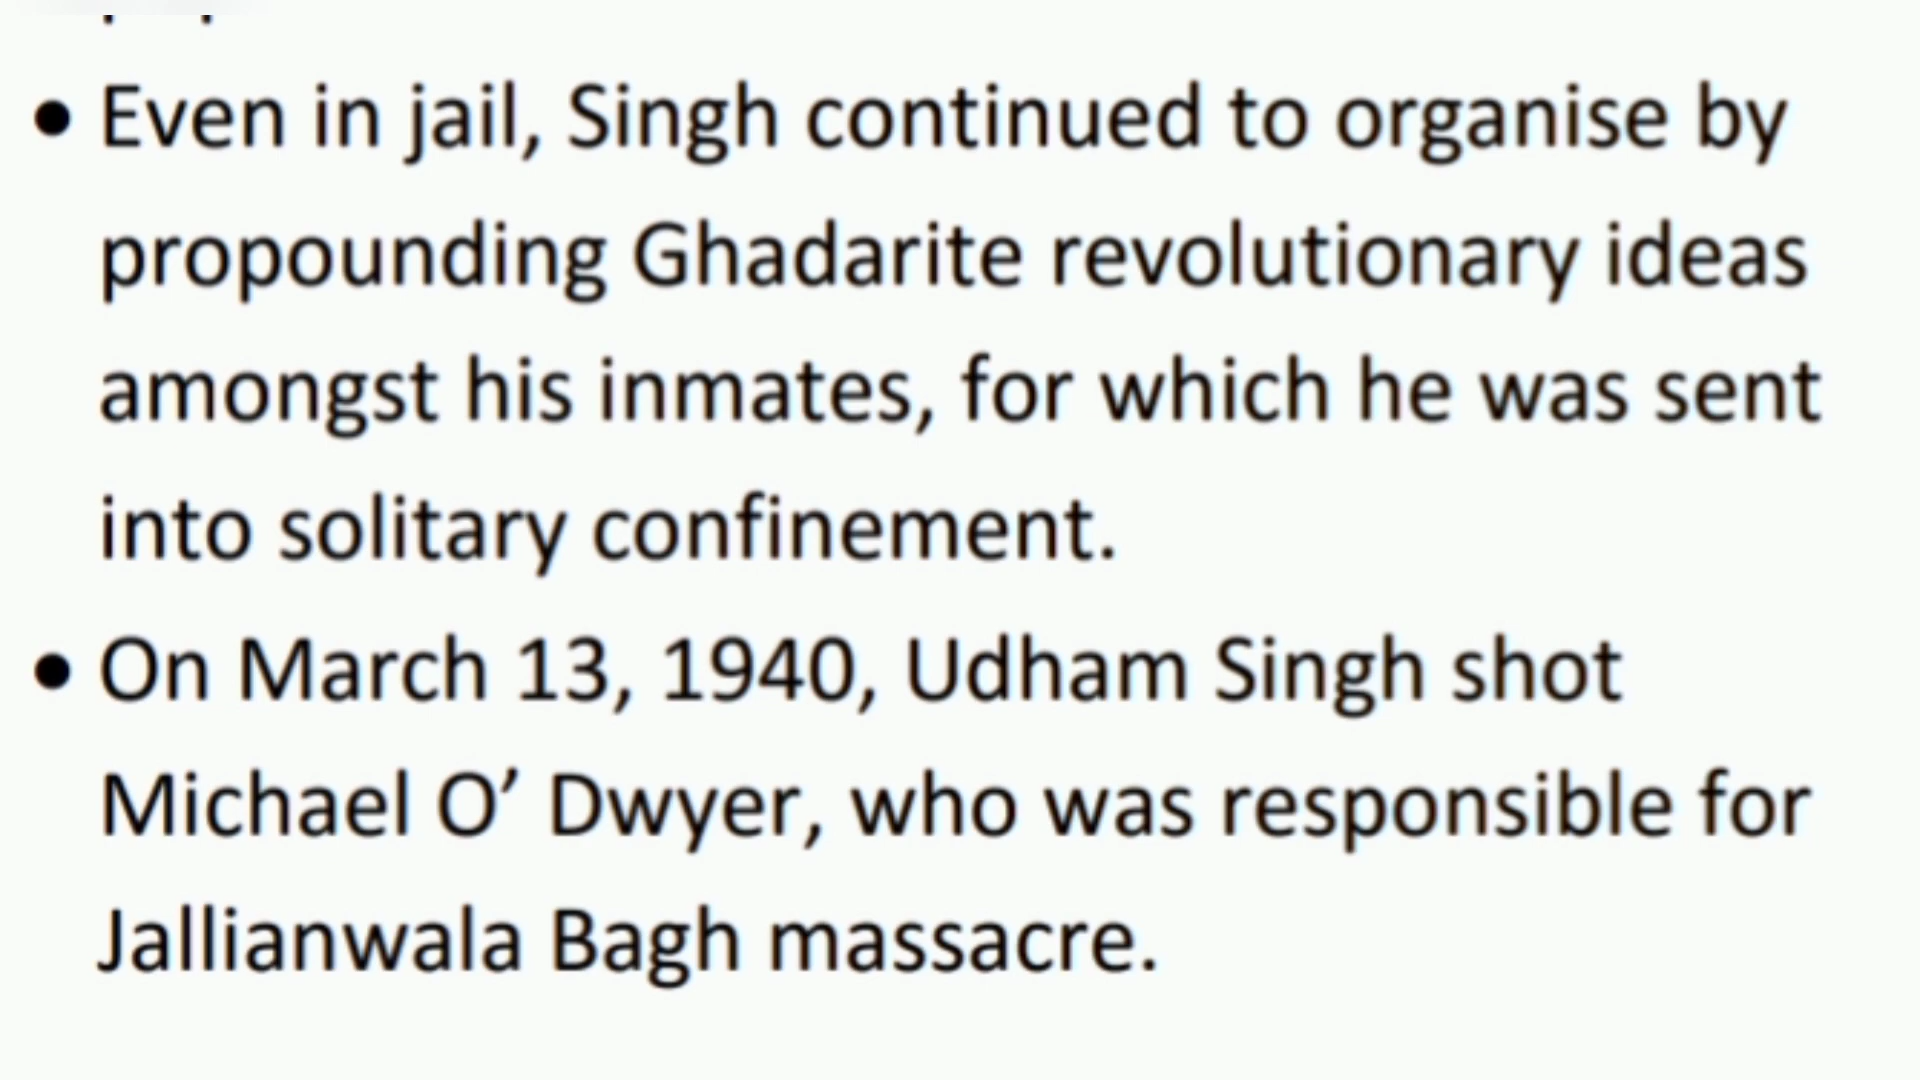 • Even in jail, Singh continued to organise by
propounding Ghadarite revolutionary ideas
amongst his inmates, for which he was sent
into solitary confinement.
• On March 13, 1940, Udham Singh shot
Michael O’ Dwyer, who was responsible for
Jallianwala Bagh massacre.